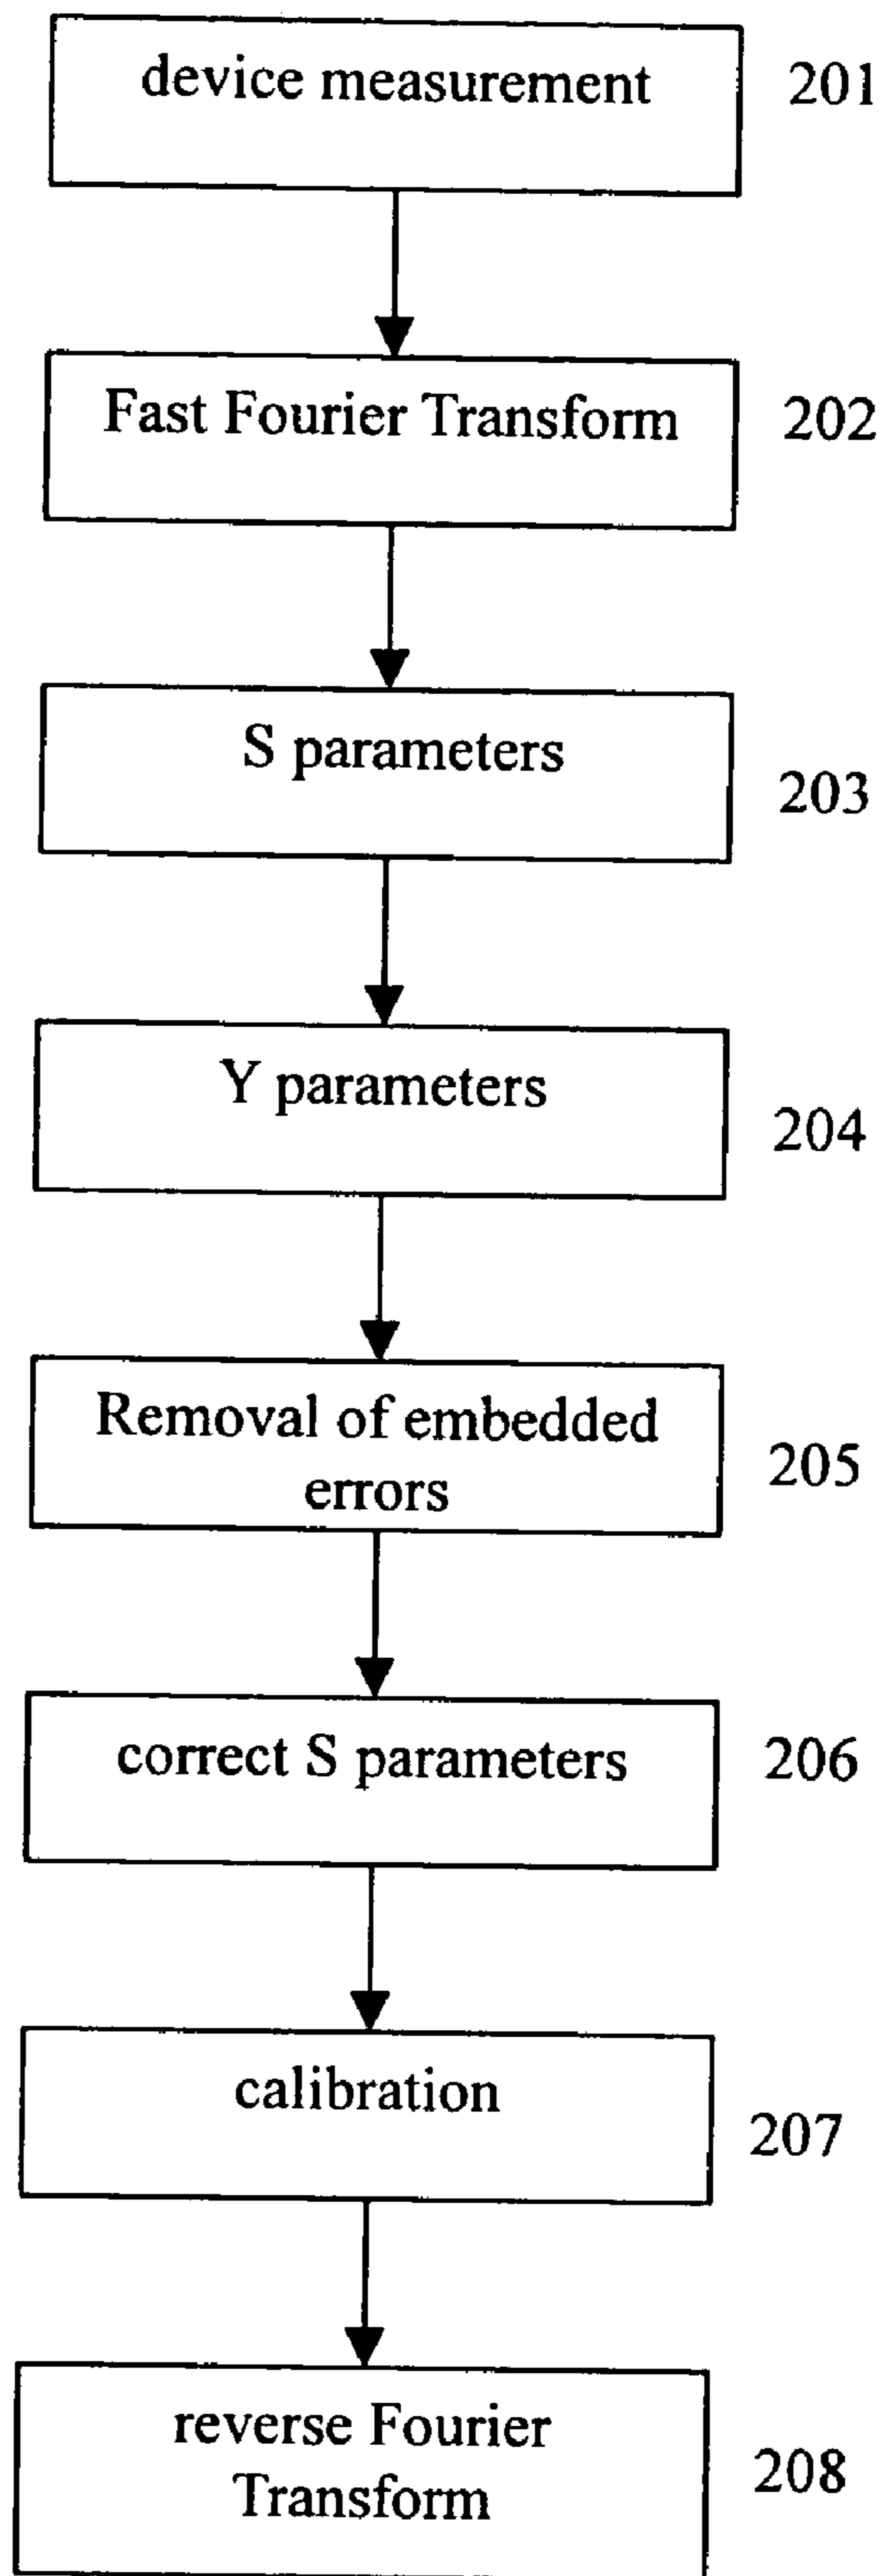 device measurement
201
Fast Fourier Transform
202
S parameters
203
Y parameters
204
Removal of embedded
errors
205
correct S parameters
206
calibration
207
reverse Fourier
Transform
208